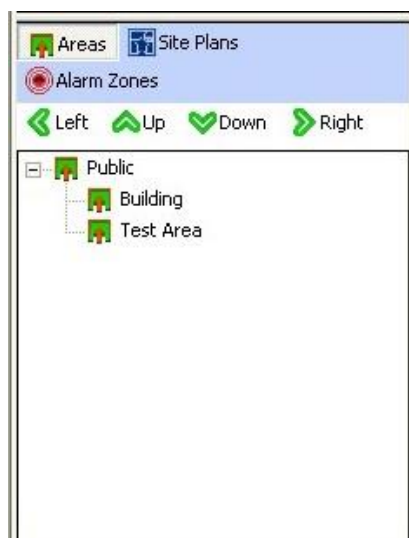 Areas Site Plans
Alarm Zones
Left Up Down Right
Public
Building
Test Area